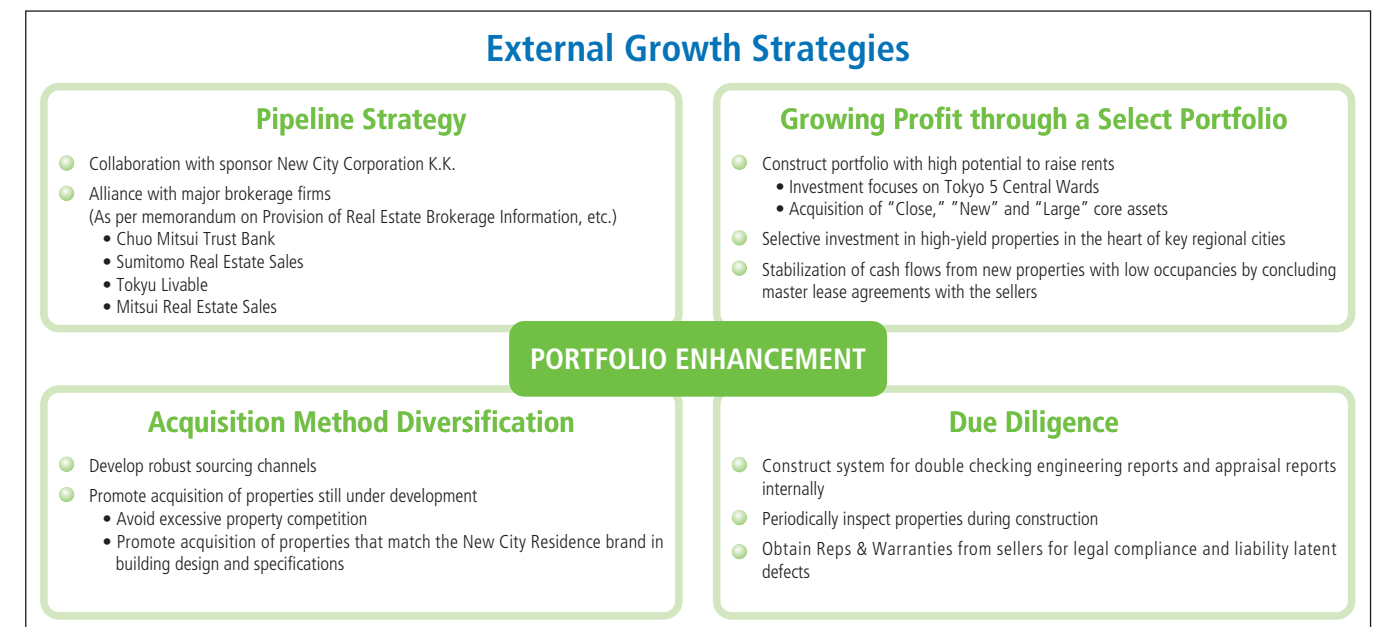 External Growth Strategies
Pipeline Strategy
Collaboration with sponsor New City Corporation K.K.
Alliance with major brokerage firms
(As per memorandum on Provision of Real Estate Brokerage Information, etc.)
• Chuo Mitsui Trust Bank
• Sumitomo Real Estate Sales
• Tokyu Livable
• Mitsui Real Estate Sales
Growing Profit through a Select Portfolio
Construct portfolio with high potential to raise rents
• Investment focuses on Tokyo 5 Central Wards
• Acquisition of “Close,” ”New” and “Large” core assets
Selective investment in high-yield properties in the heart of key regional cities
Stabilization of cash flows from new properties with low occupancies by concluding
master lease agreements with the sellers
PORTFOLIO ENHANCEMENT
Acquisition Method Diversification
Develop robust sourcing channels
Promote acquisition of properties still under development
• Avoid excessive property competition
• Promote acquisition of properties that match the New City Residence brand in
building design and specifications
Due Diligence
Construct system for double checking engineering reports and appraisal reports
internally
Periodically inspect properties during construction
Obtain Reps & Warranties from sellers for legal compliance and liability latent
defects